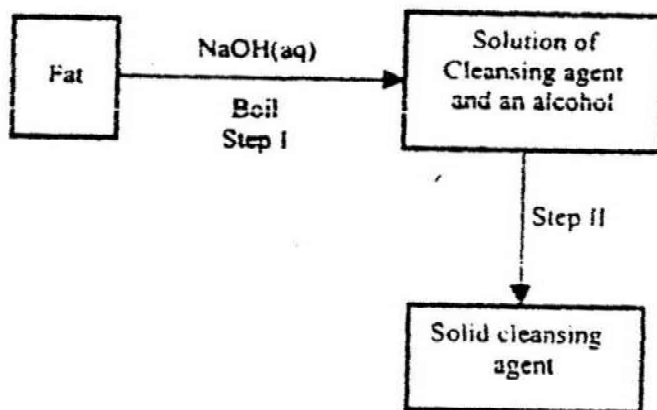 Fat
NaOH(aq)
Boil
Step I
Solution of
Cleansing agent
and an alcohol
Step II
Solid cleansing
agent